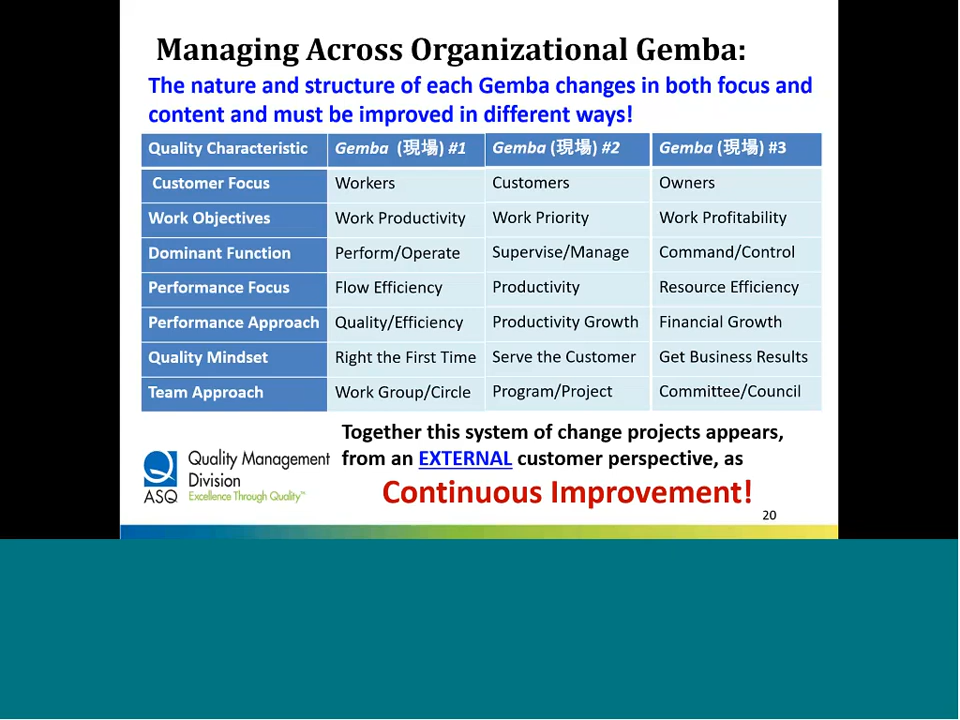 Managing Across Organizational Gemba:
The nature and structure of each Gemba changes in both focus and
content and must be improved in different ways!
Quality Characteristic Gemba (現場) #1 Gemba (現場) #2 Gemba (現場) #3
Customer Focus Workers Customers Owners
Work Objectives Work Productivity Work Priority Work Profitability
Dominant Function Perform/Operate Supervise/Manage Command/Control
Performance Focus Flow Efficiency Productivity Resource Efficiency
Performance Approach Quality/Efficiency Productivity Growth Financial Growth
Quality Mindset Right the First Time Serve the Customer Get Business Results
Team Approach Work Group/Circle Program/Project Committee/Council
Together this system of change projects appears,
from an EXTERNAL customer perspective, as
Continuous Improvement!
Quality Management
Division
Excellence Through Quality™
ASQ
20